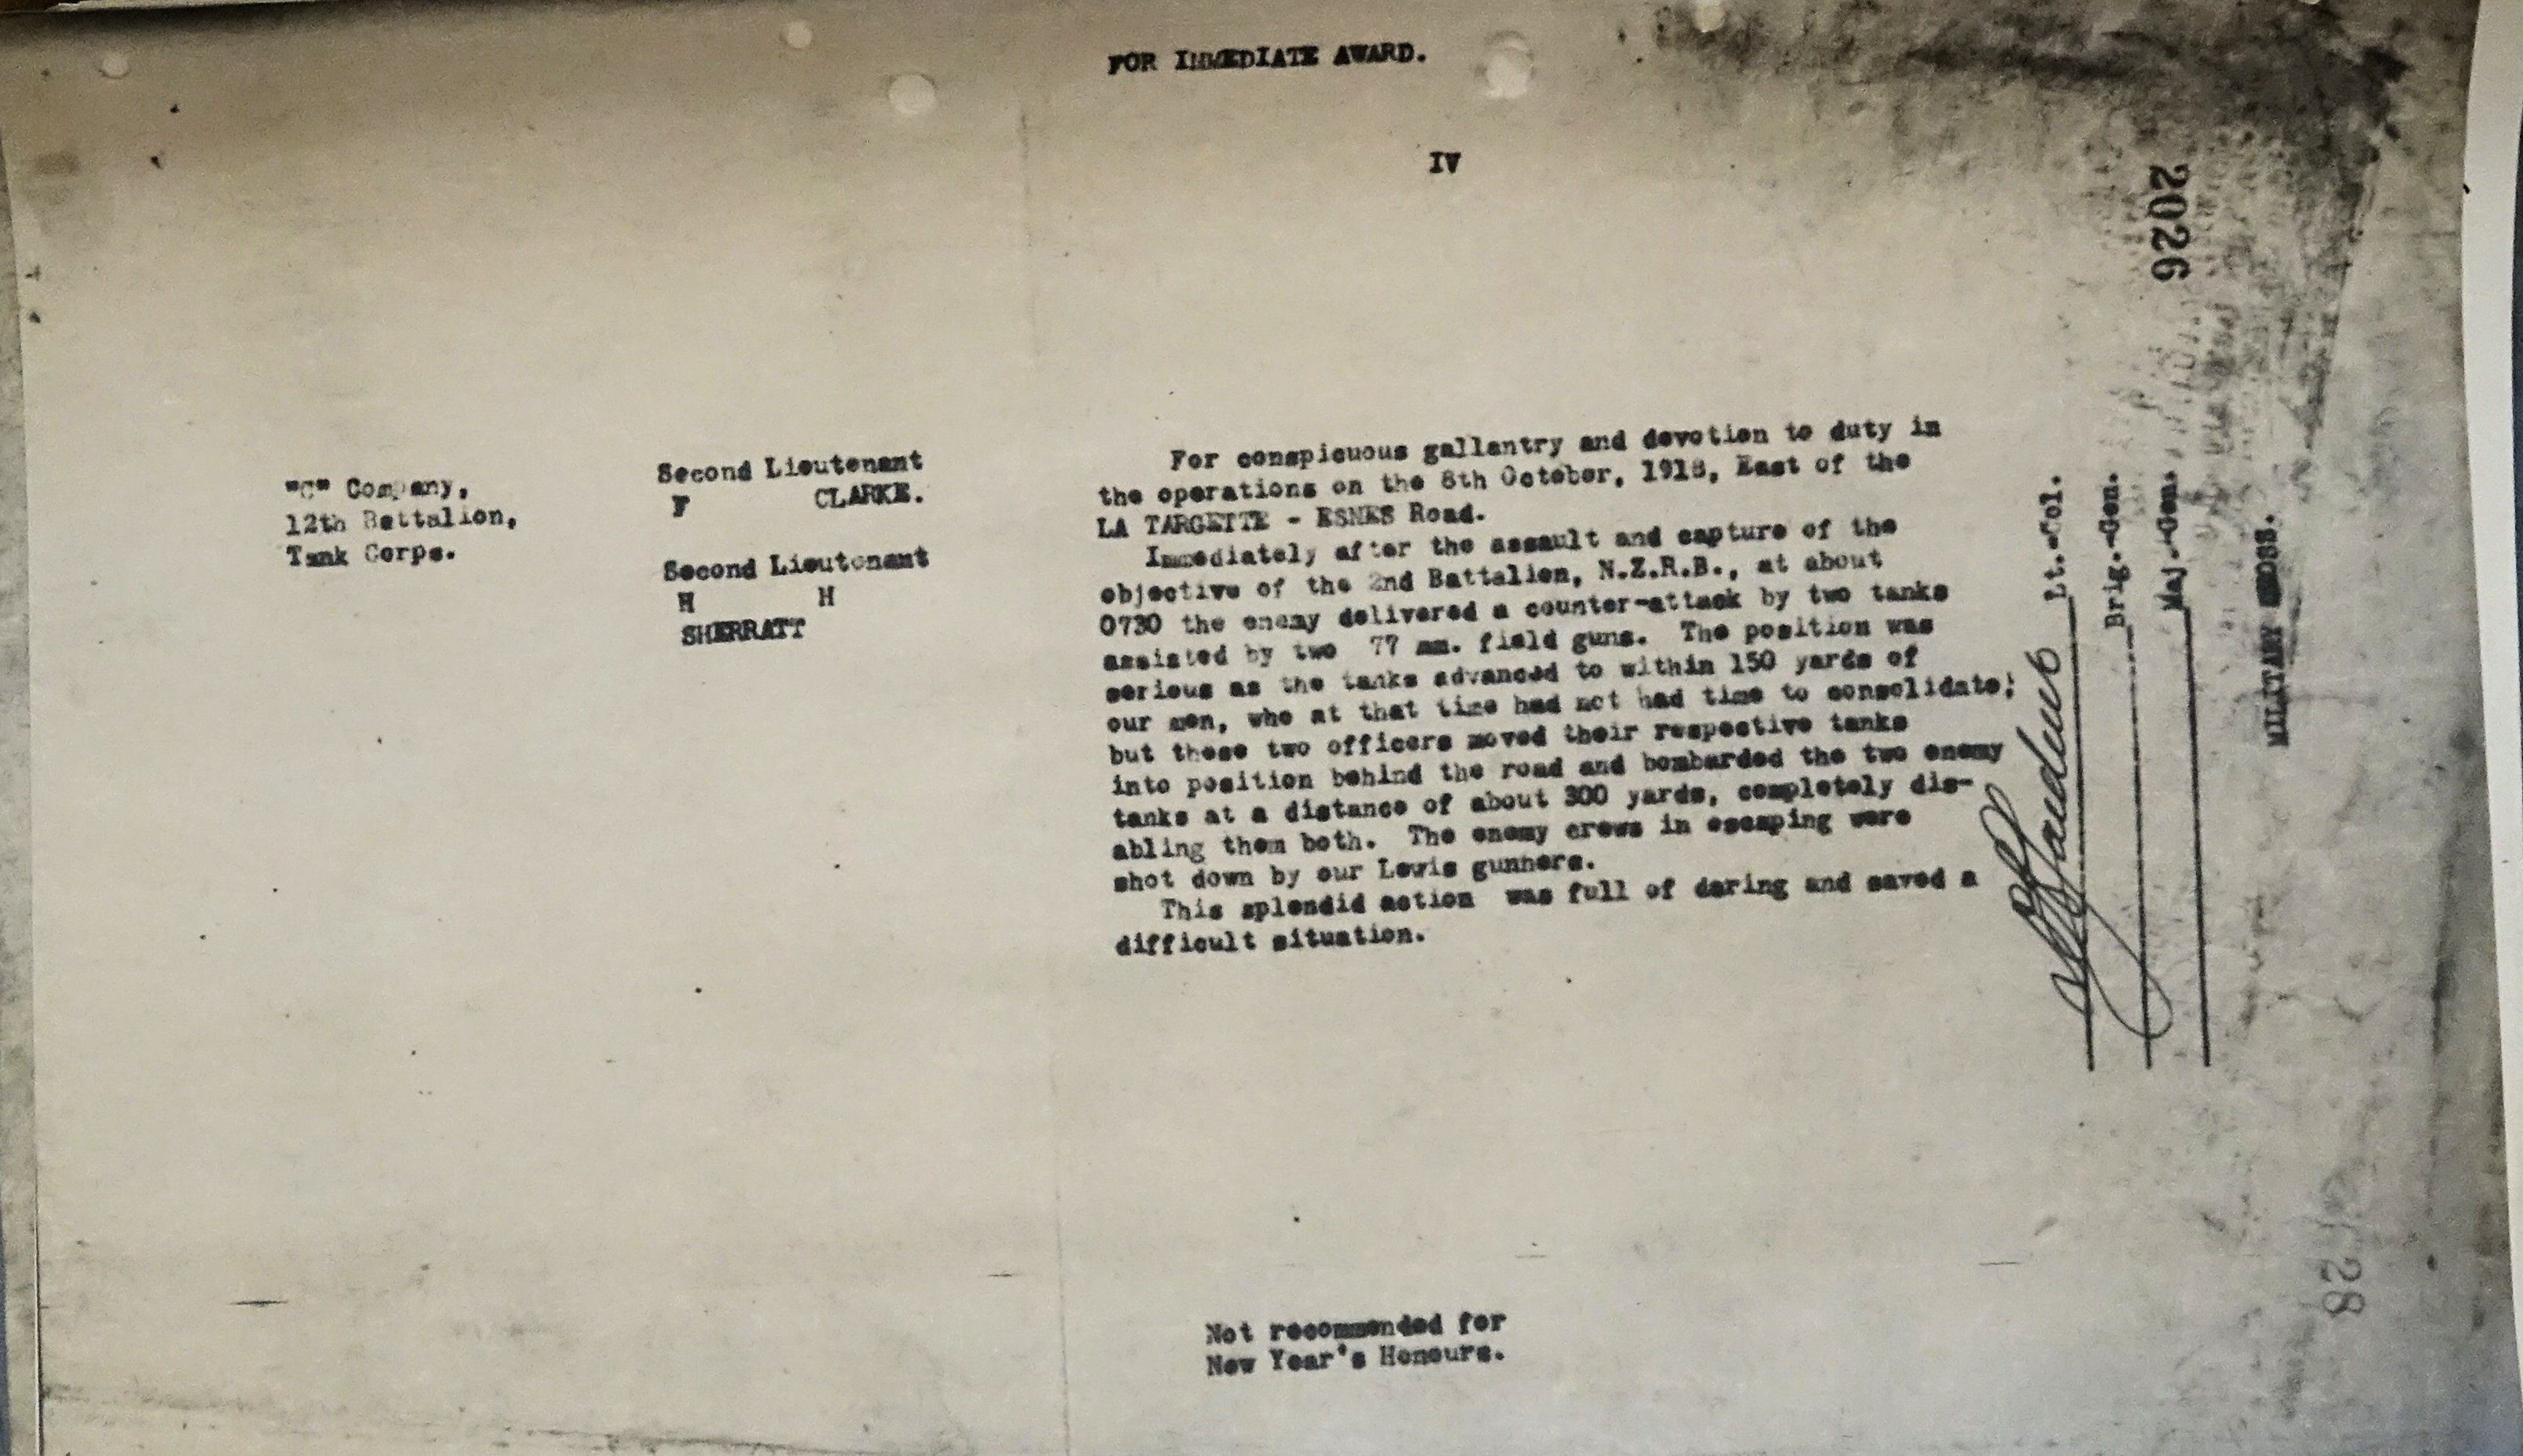 FOR IMMEDIATE AWARD.
IV
2026
"C" Company,
12th Battalion,
Tank Corps.
Second Lieutenant
F CLARKE.
Second Lieutenant
H H
SHERRATT
For conspicuous gallantry and devotion to duty in
the operations on the 8th October, 1918, East of the
LA TARGETTE - ESNES Road.
Immediately after the assault and capture of the
objective of the 2nd Battalion, N.Z.R.B., at about
0730 the enemy delivered a counter-attack by two tanks
assisted by two 77 mm. field guns. The position was
serious as the tanks advanced to within 150 yards of
our men, who at that time had not had time to consolidate;
but these two officers moved their respective tanks
into position behind the road and bombarded the two enemy
tanks at a distance of about 300 yards, completely dis-
abling them both. The enemy crews in escaping were
shot down by our Lewis gunners.
This splendid action was full of daring and saved a
difficult situation.
Lt.-Col.
Brig.-Gen.
Maj.-Gen.
MILITARY CROSS.
28
Not recommended for
New Year's Honours.